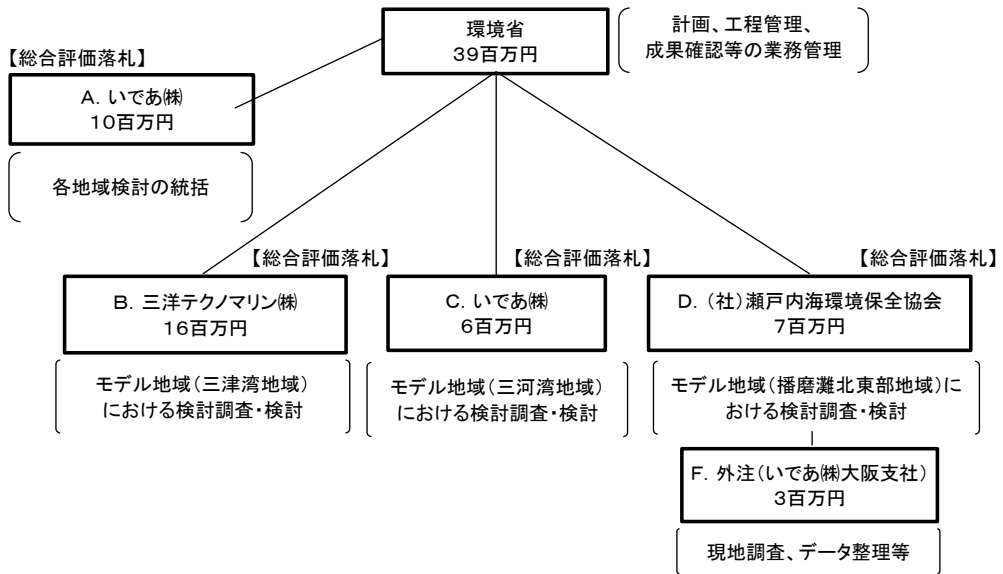 環境省
39百万円
計画、工程管理、
成果確認等の業務管理
【総合評価落札】
A. いであ㈱
10百万円
各地域検討の統括
【総合評価落札】
B. 三洋テクノマリン㈱
16百万円
モデル地域(三津湾地域)
における検討調査・検討
【総合評価落札】
C. いであ㈱
6百万円
モデル地域(三河湾地域)
における検討調査・検討
【総合評価落札】
D. (社)瀬戸内海環境保全協会
7百万円
モデル地域(播磨灘北東部地域)に
おける検討調査・検討
F. 外注(いであ㈱大阪支社)
3百万円
現地調査、データ整理等